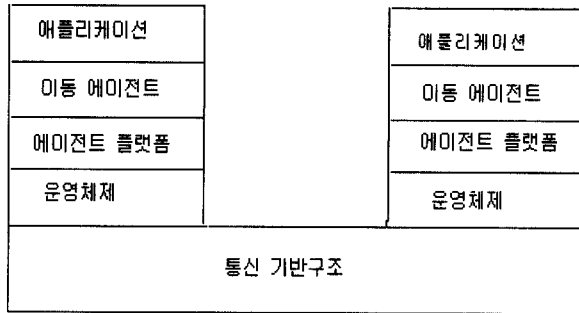 애플리케이션
이동 에이전트
에이전트 플랫폼
운영체제
애플리케이션
이동 에이전트
에이전트 플랫폼
운영체제
통신 기반구조